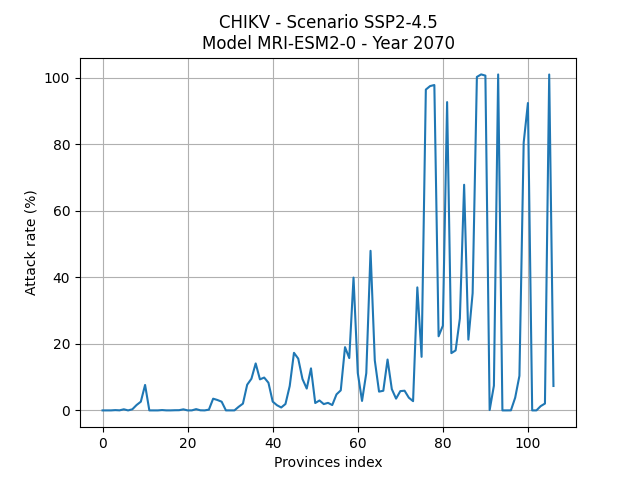 CHIKV - Scenario SSP2-4.5
Model MRI-ESM2-0 - Year 2070
Attack rate (%)
100
80
60
40
20
0
0 20 40 60 80 100
Provinces index